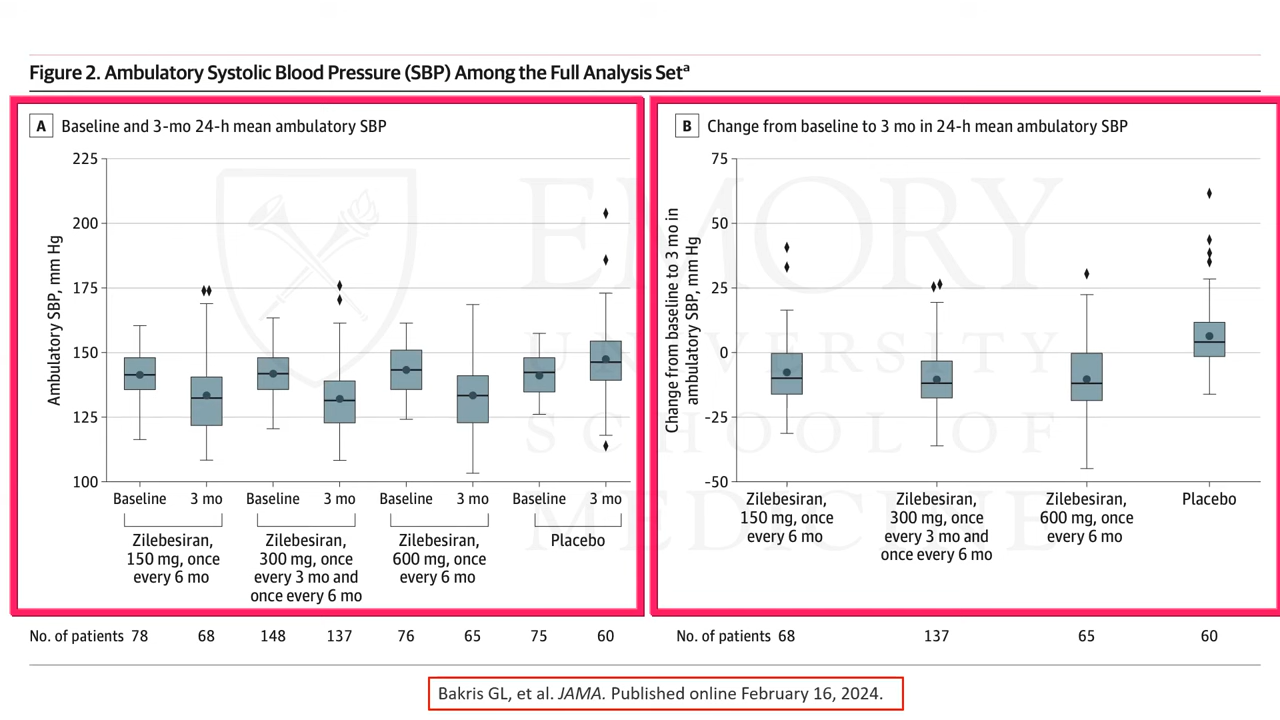 Figure 2. Ambulatory Systolic Blood Pressure (SBP) Among the Full Analysis Setᵃ
A Baseline and 3-mo 24-h mean ambulatory SBP
225
200
175
150
125
100
Ambulatory SBP, mm Hg
Baseline 3 mo Baseline 3 mo Baseline 3 mo Baseline 3 mo
Zilebesiran,
150 mg, once
every 6 mo
Zilebesiran,
300 mg, once
every 3 mo and
once every 6 mo
Zilebesiran,
600 mg, once
every 6 mo
Placebo
No. of patients 78 68 148 137 76 65 75 60
B Change from baseline to 3 mo in 24-h mean ambulatory SBP
75
50
25
0
-25
-50
Change from baseline to 3 mo in
ambulatory SBP, mm Hg
Zilebesiran,
150 mg, once
every 6 mo
Zilebesiran,
300 mg, once
every 3 mo and
once every 6 mo
Zilebesiran,
600 mg, once
every 6 mo
Placebo
No. of patients 68 137 65 60
EMORY
UNIVERSITY
SCHOOL OF
MEDICINE
Bakris GL, et al. JAMA. Published online February 16, 2024.